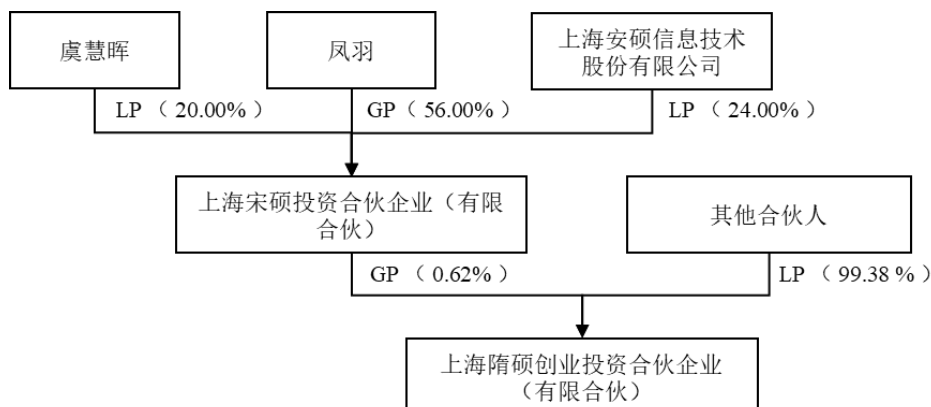 虞慧晖
凤羽
上海安硕信息技术
股份有限公司
LP （ 20.00% ）
GP （ 56.00% ）
LP （ 24.00% ）
上海宋硕投资合伙企业（有限
合伙）
其他合伙人
GP （ 0.62% ）
LP （ 99.38 % ）
上海隋硕创业投资合伙企业
（有限合伙）